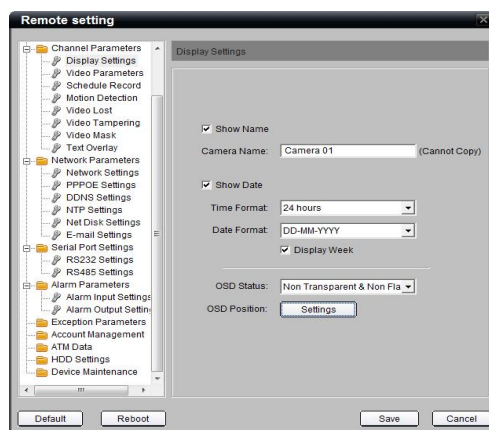 Remote setting
Channel Parameters
Display Settings
Video Parameters
Schedule Record
Motion Detection
Video Lost
Video Tampering
Video Mask
Text Overlay
Network Parameters
Network Settings
PPPOE Settings
DDNS Settings
NTP Settings
Net Disk Settings
E-mail Settings
Serial Port Settings
RS232 Settings
RS485 Settings
Alarm Parameters
Alarm Input Settings
Alarm Output Settin
Exception Parameters
Account Management
ATM Data
HDD Settings
Device Maintenance
Display Settings
Show Name
Camera Name: Camera 01 (Cannot Copy)
Show Date
Time Format: 24 hours
Date Format: DD-MM-YYYY
Display Week
OSD Status: Non Transparent & Non Fla
OSD Position: Settings
Default Reboot Save Cancel